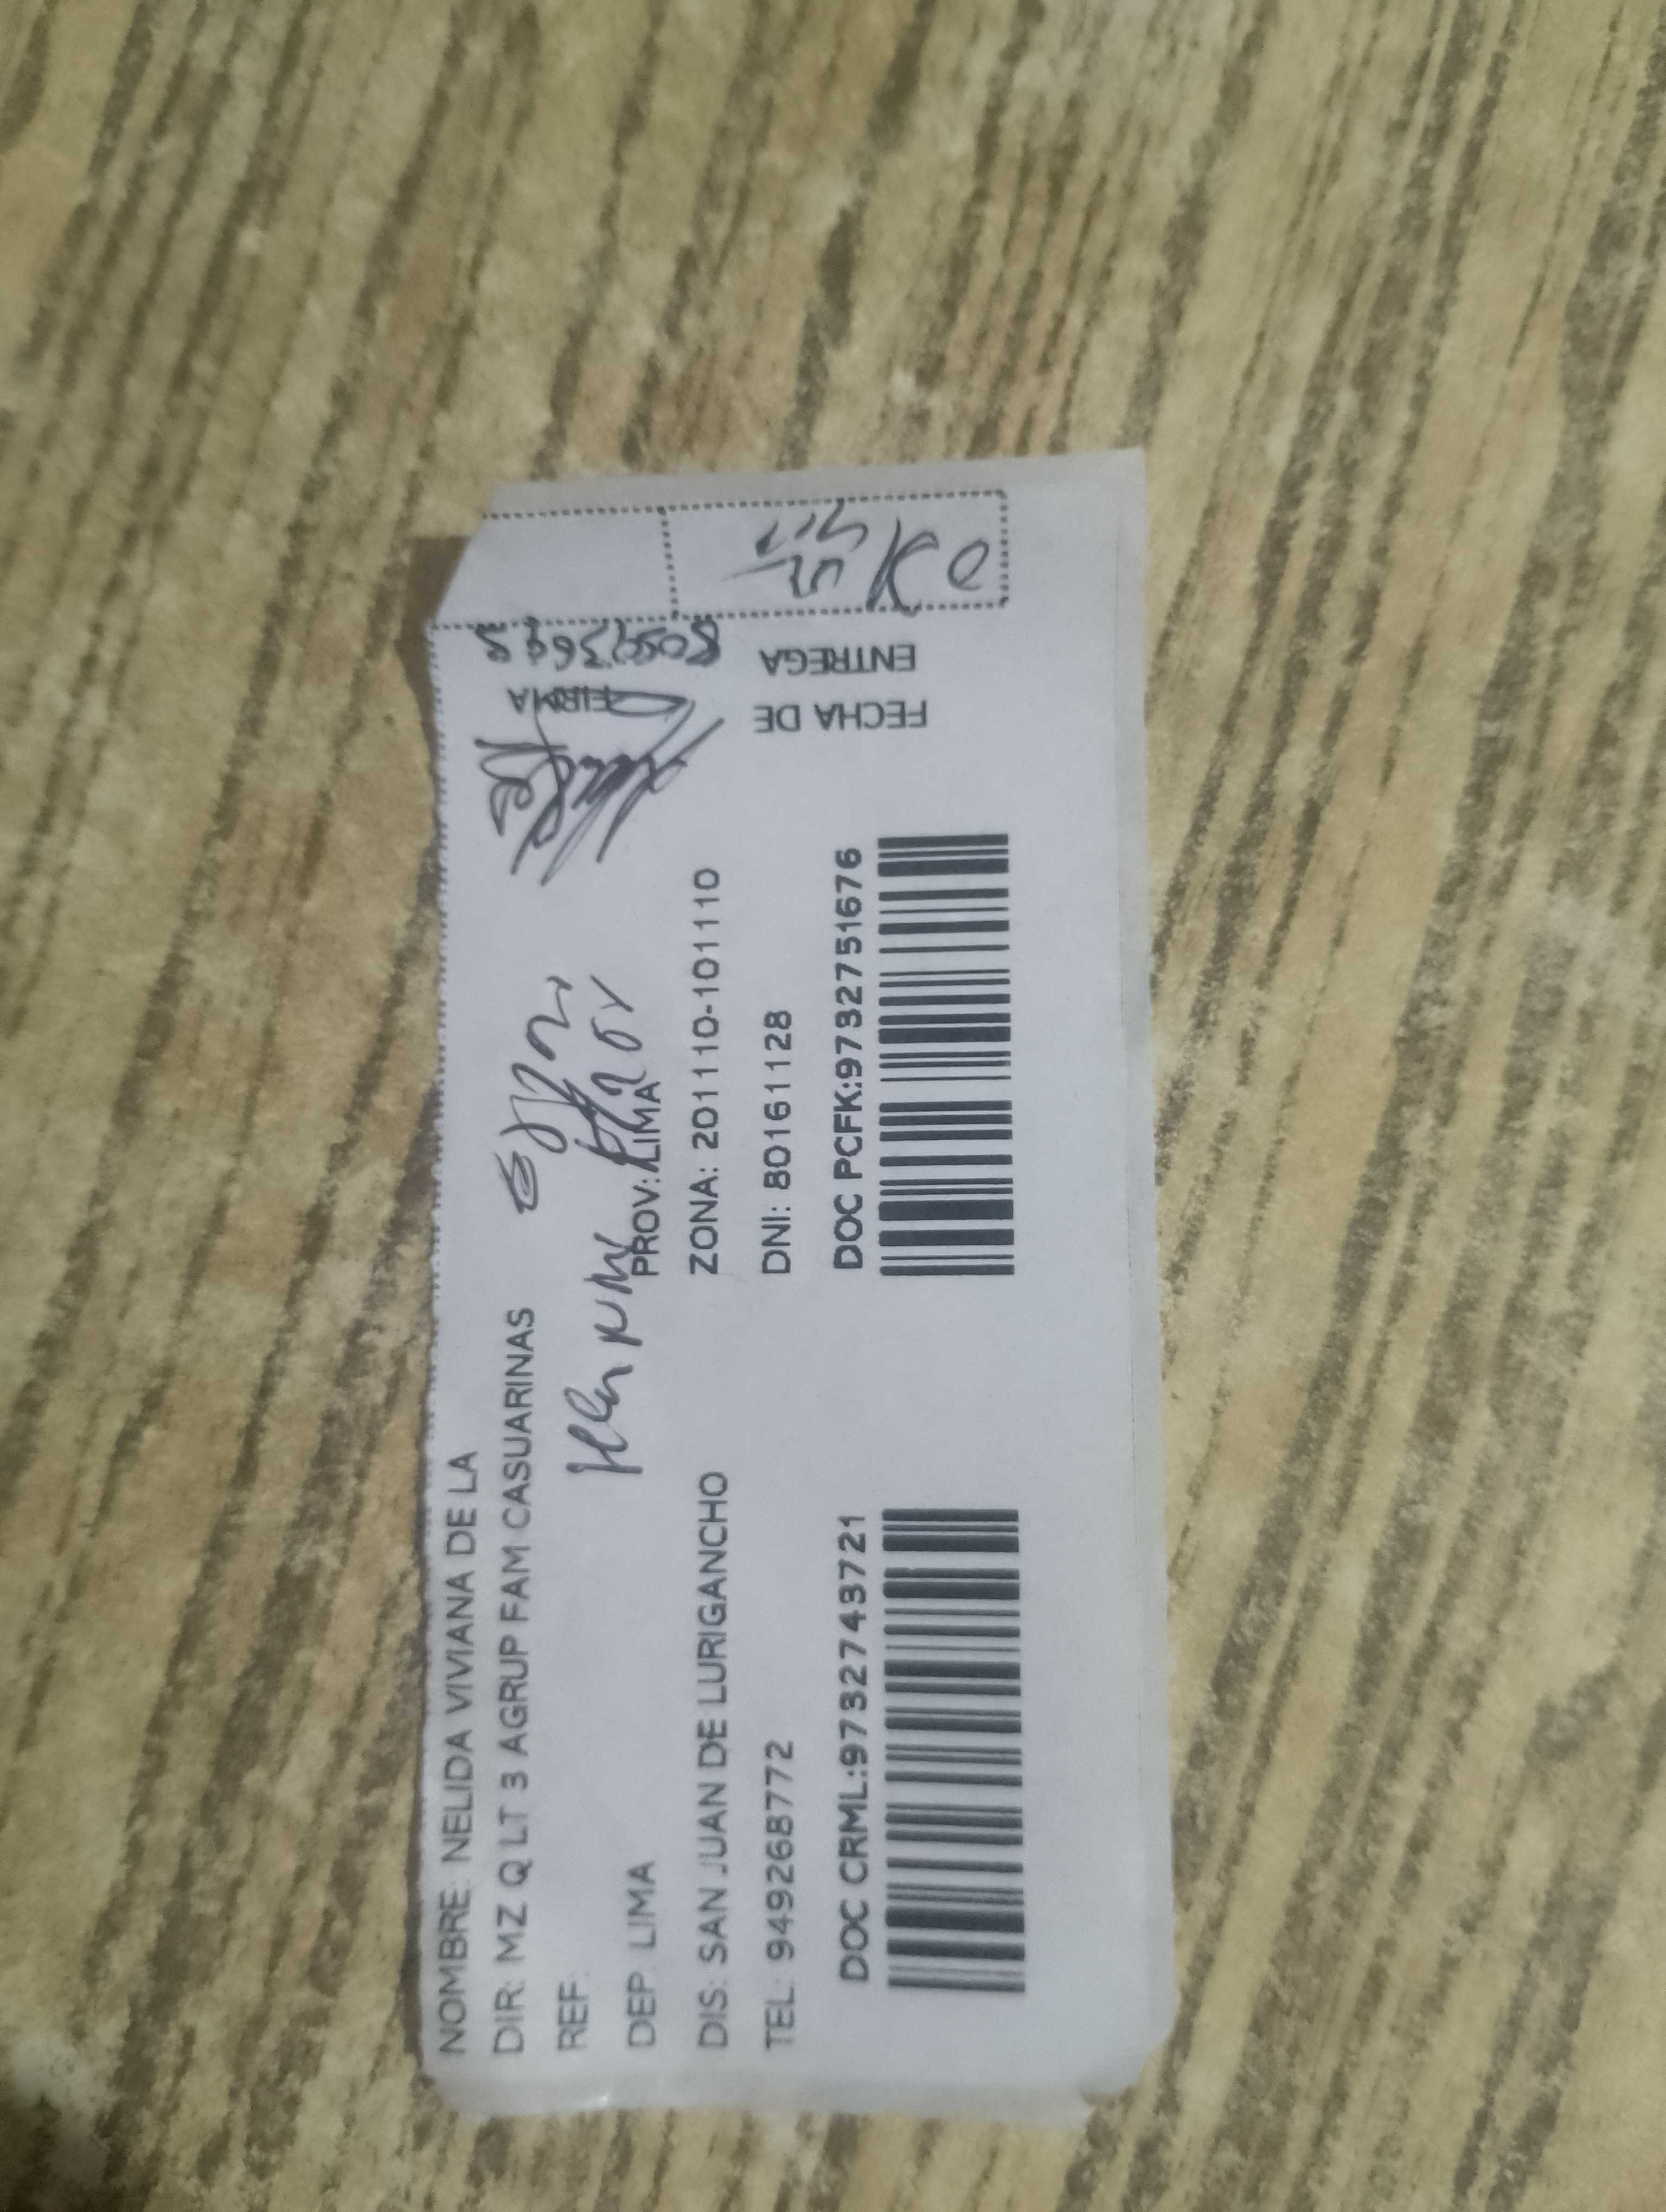 NOMBRE: NELIDA VIVIANA DE LA
DIR: MZ Q LT 3 AGRUP FAM CASUARINAS
REF:
DEP: LIMA PROV: LIMA
DIS: SAN JUAN DE LURIGANCHO ZONA: 201110-101110
TEL: 949268772 DNI: 80161128
DOC CRML:9732743721 DOC PCFK:9732751676
FECHA DE
ENTREGA
FIRMA